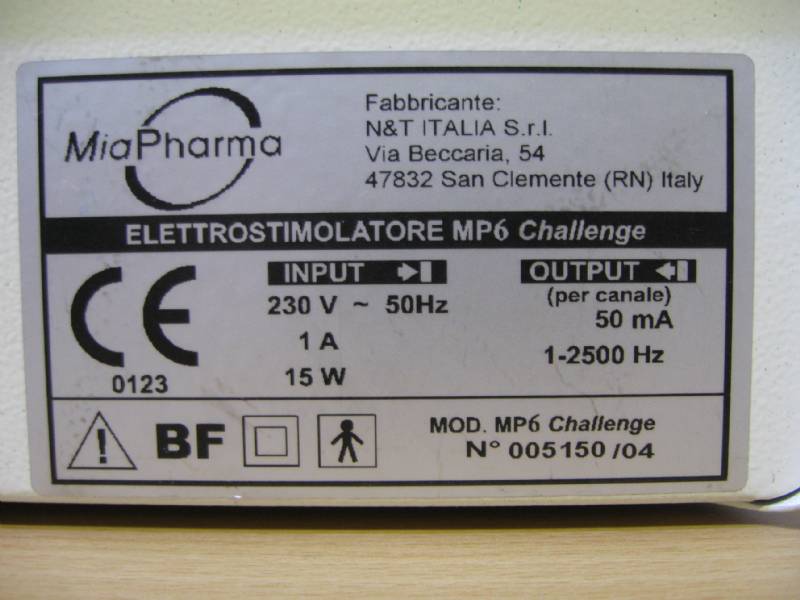 MiaPharma
Fabbricante:
N&T ITALIA S.r.l.
Via Beccaria, 54
47832 San Clemente (RN) Italy
ELETTROSTIMOLATORE MP6 Challenge
CE
0123
INPUT
230 V ~ 50Hz
1 A
15 W
OUTPUT
(per canale)
50 mA
1-2500 Hz
! BF
MOD. MP6 Challenge
N° 005150/04